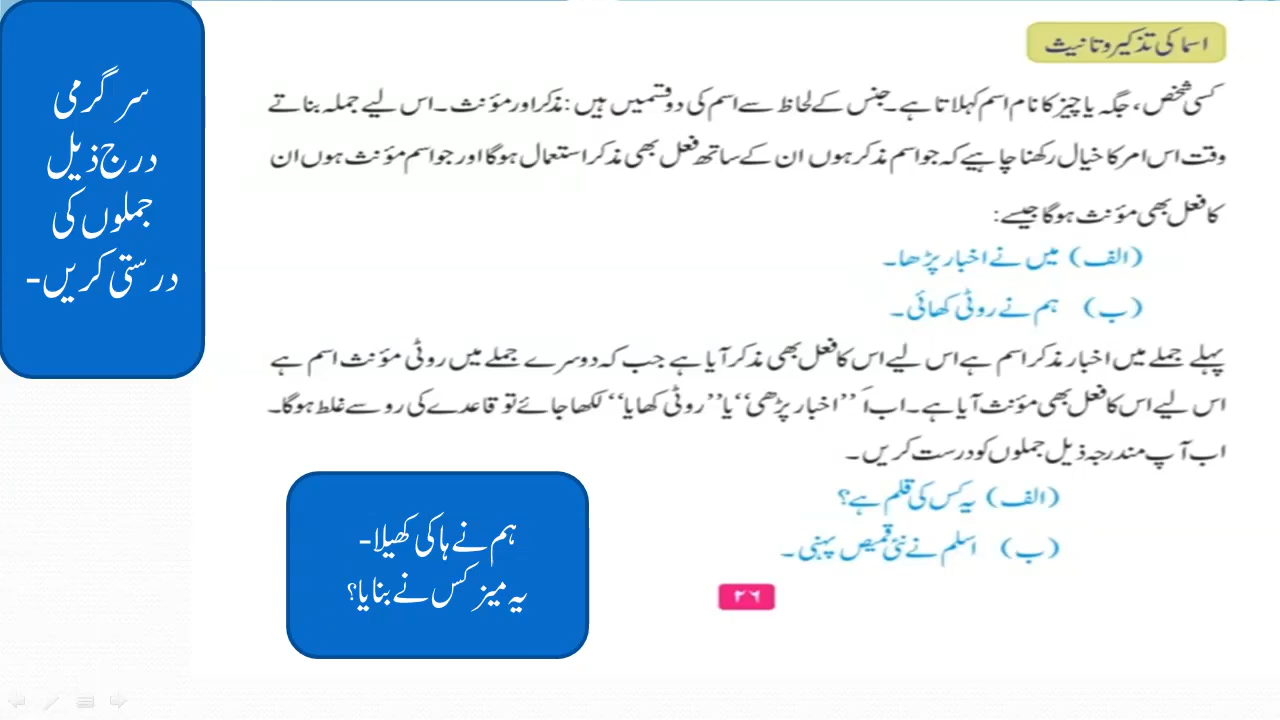 سر گرمی
درج ذیل
جملوں کی
درستی کریں-
اسما کی تذکیر و تانیث
کسی شخص، جگہ یا چیز کا نام اسم کہلاتا ہے۔ جنس کے لحاظ سے اسم کی دو قسمیں ہیں: مذکر اور مؤنث۔ اس لیے جملہ بناتے
وقت اس امر کا خیال رکھنا چاہیے کہ جو اسم مذکر ہوں ان کے ساتھ فعل بھی مذکر استعمال ہوگا اور جو اسم مؤنث ہوں ان
کا فعل بھی مؤنث ہوگا جیسے:
(الف) میں نے اخبار پڑھا۔
(ب) ہم نے روٹی کھائی۔
پہلے جملے میں اخبار مذکر اسم ہے اس لیے اس کا فعل بھی مذکر آیا ہے جب کہ دوسرے جملے میں روٹی مؤنث اسم ہے
اس لیے اس کا فعل بھی مؤنث آیا ہے۔ اب اَ ’’اخبار پڑھی‘‘ یا ’’روٹی کھایا‘‘ لکھا جائے تو قاعدے کی رو سے غلط ہوگا۔
اب آپ مندرجہ ذیل جملوں کو درست کریں۔
(الف) یہ کس کی قلم ہے؟
(ب) اسلم نے نئی قمیص پہنی۔
ہم نے ہاکی کھیلا-
یہ میز کس نے بنایا؟
۲۶